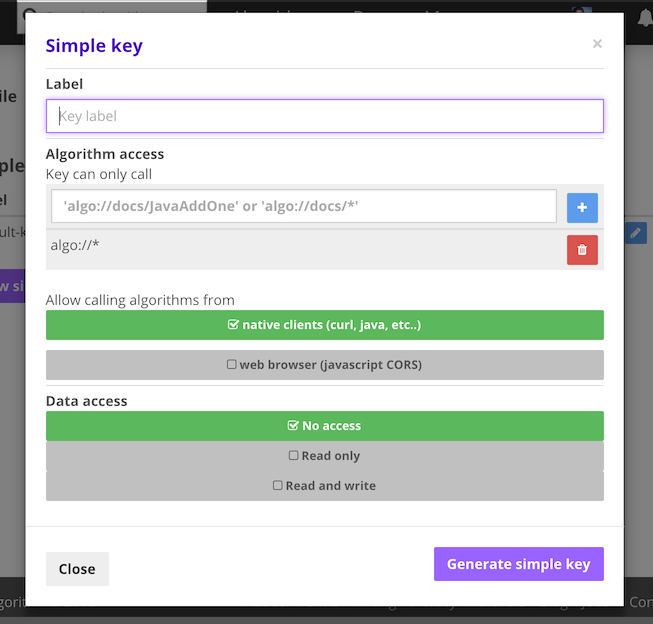 Simple key
×
Label
Key label
Algorithm access
Key can only call
'algo://docs/JavaAddOne' or 'algo://docs/*'
algo://*
Allow calling algorithms from
native clients (curl, java, etc..)
web browser (javascript CORS)
Data access
No access
Read only
Read and write
Close
Generate simple key